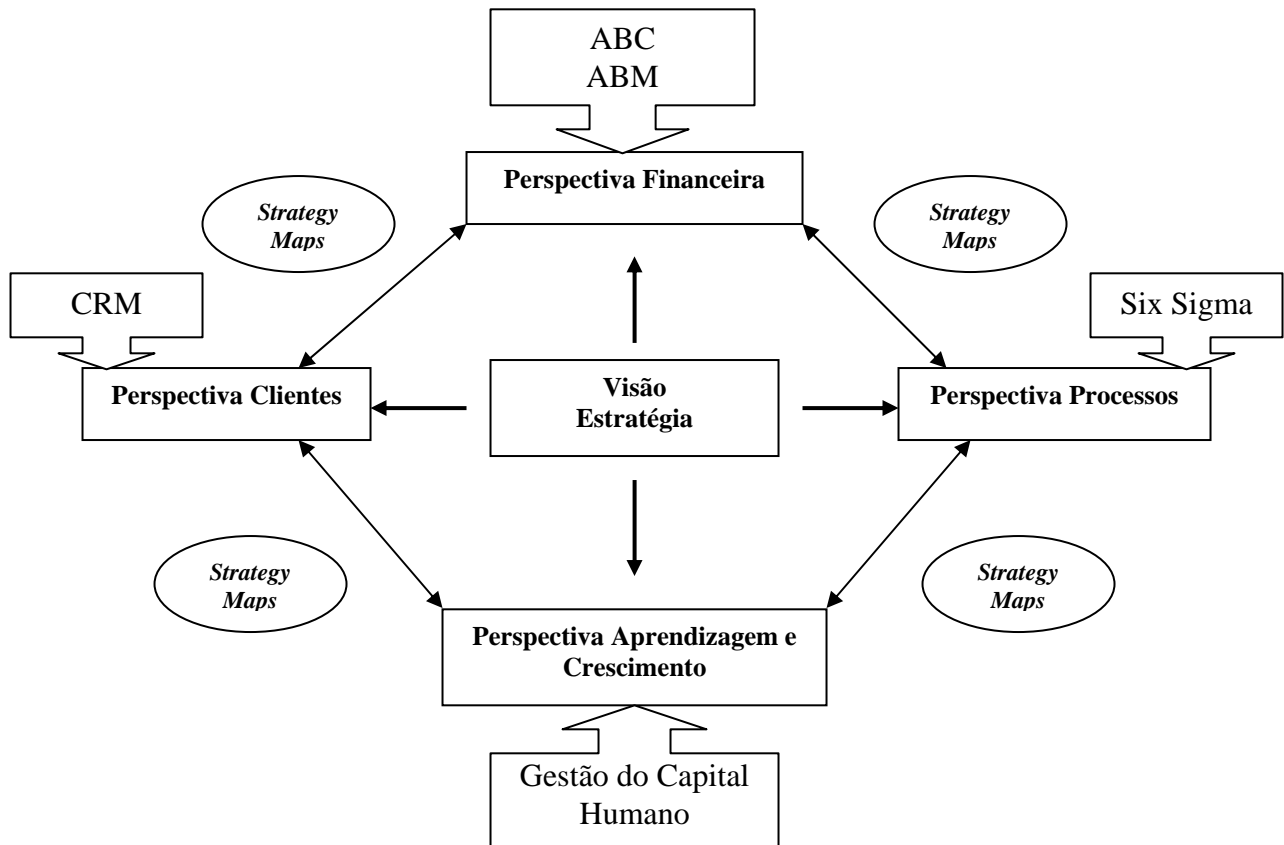 ABC
ABM
Perspectiva Financeira
Strategy
Maps
Strategy
Maps
CRM
Six Sigma
Perspectiva Clientes
Visão
Estratégia
Perspectiva Processos
Strategy
Maps
Strategy
Maps
Perspectiva Aprendizagem e
Crescimento
Gestão do Capital
Humano